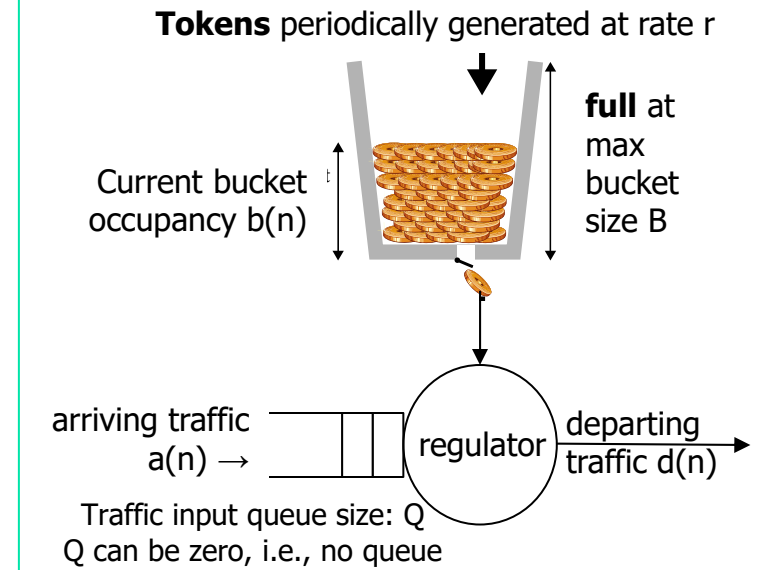 Tokens periodically generated at rate r
full at
max
bucket
size B
Current bucket
occupancy b(n)
t
arriving traffic
a(n) →
regulator
departing
traffic d(n)
Traffic input queue size: Q
Q can be zero, i.e., no queue